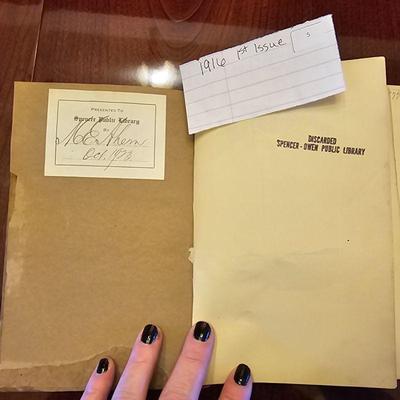 1916 1st Issue
PRESENTED TO
Spencer Public Library
BY
Oct. 1923
DISCARDED
SPENCER-OWEN PUBLIC LIBRARY